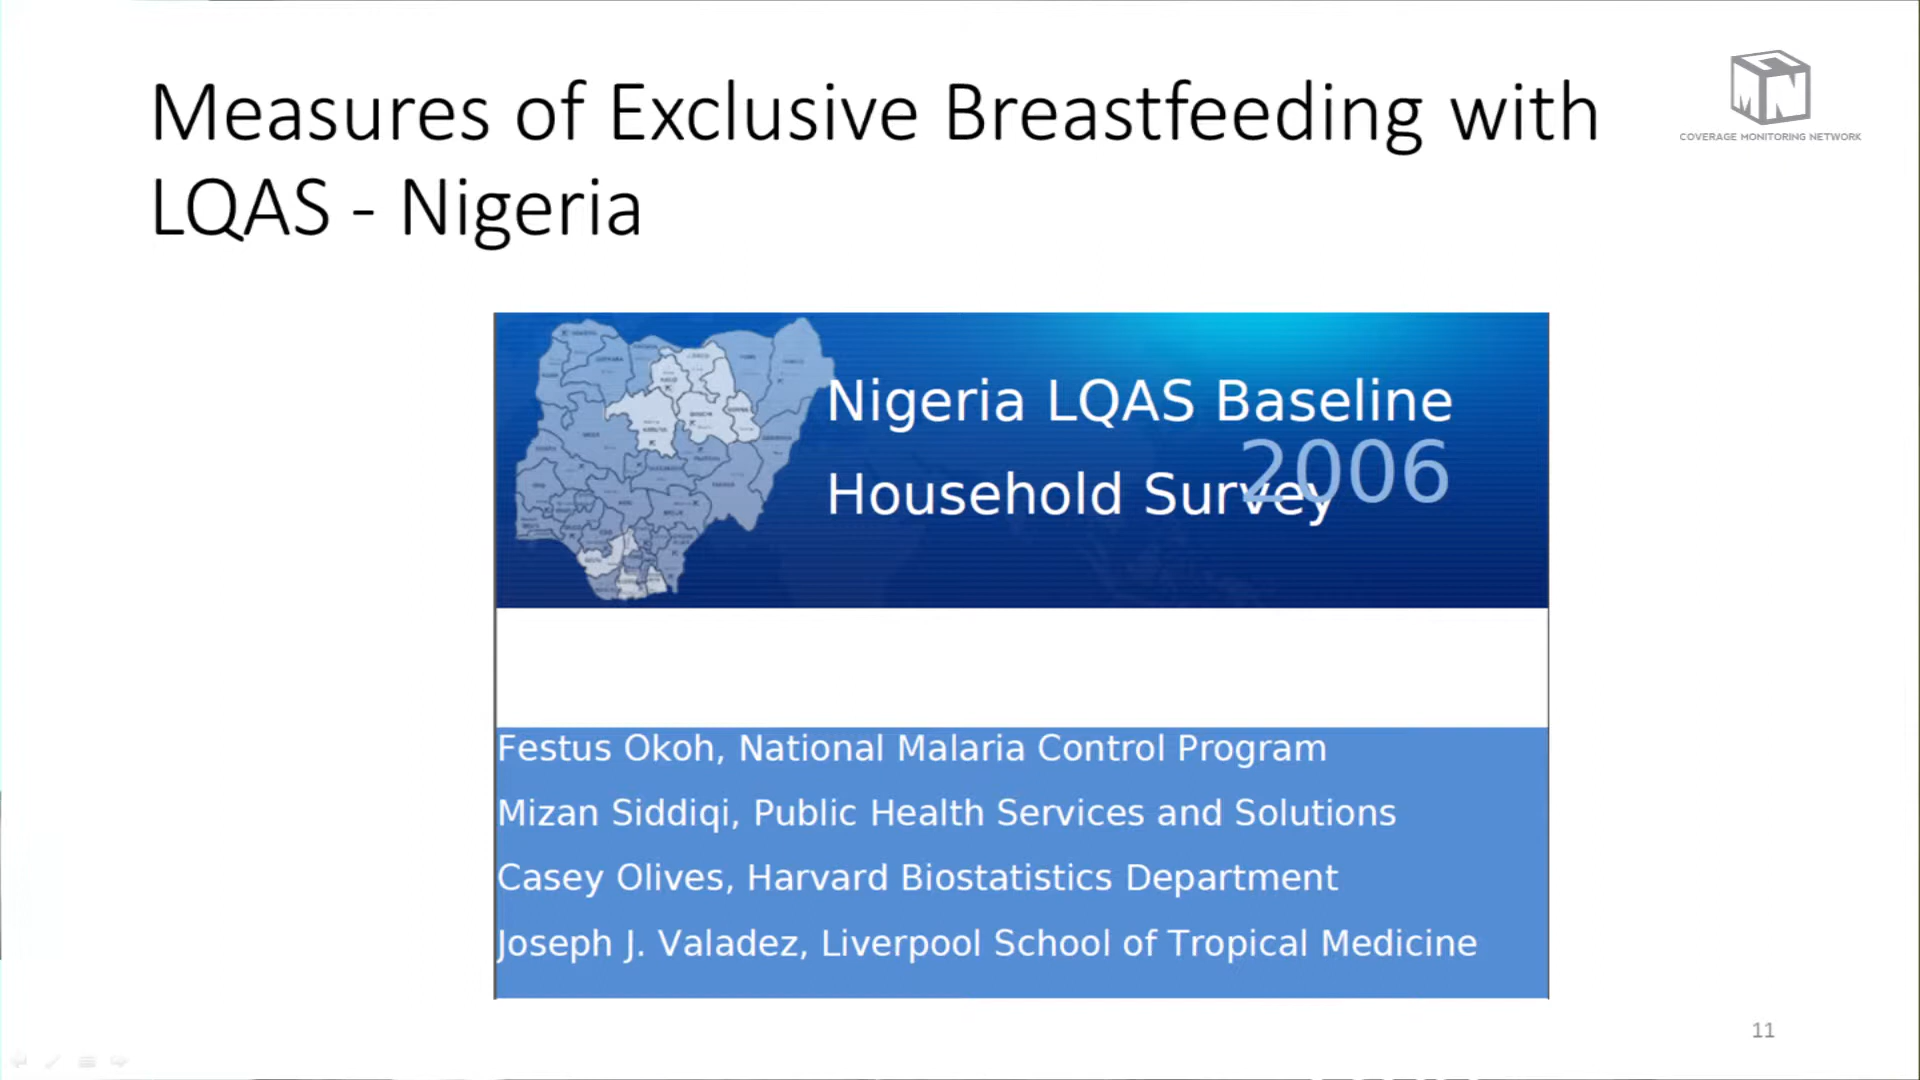 Measures of Exclusive Breastfeeding with
LQAS - Nigeria
COVERAGE MONITORING NETWORK
Nigeria LQAS Baseline
2006
Household Survey
Festus Okoh, National Malaria Control Program
Mizan Siddiqi, Public Health Services and Solutions
Casey Olives, Harvard Biostatistics Department
Joseph J. Valadez, Liverpool School of Tropical Medicine
11